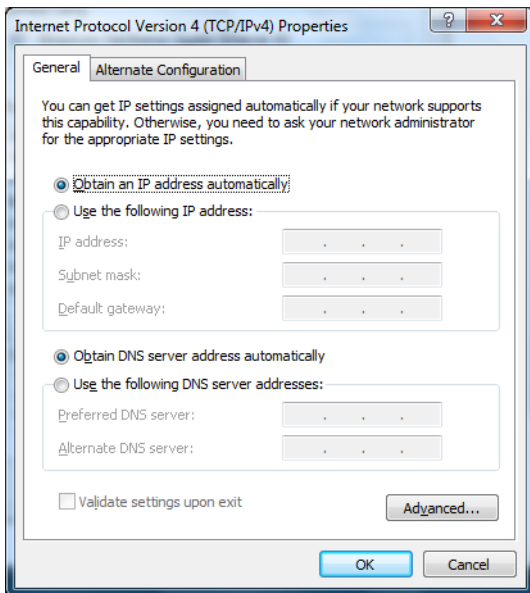 Internet Protocol Version 4 (TCP/IPv4) Properties
? X
General Alternate Configuration
You can get IP settings assigned automatically if your network supports
this capability. Otherwise, you need to ask your network administrator
for the appropriate IP settings.
Obtain an IP address automatically
Use the following IP address:
IP address: . . .
Subnet mask: . . .
Default gateway: . . .
Obtain DNS server address automatically
Use the following DNS server addresses:
Preferred DNS server: . . .
Alternate DNS server: . . .
Validate settings upon exit
Advanced...
OK Cancel